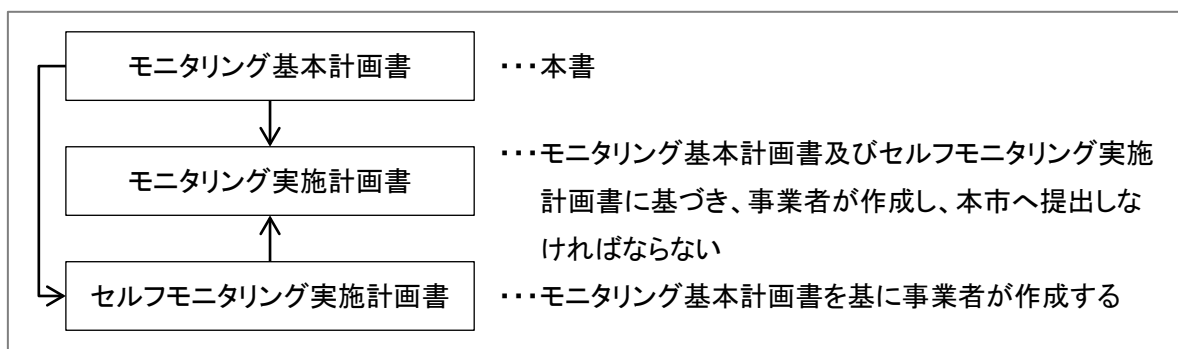 モニタリング基本計画書 ･･･本書
モニタリング実施計画書
･･･モニタリング基本計画書及びセルフモニタリング実施
計画書に基づき、事業者が作成し、本市へ提出しな
ければならない
セルフモニタリング実施計画書 ･･･モニタリング基本計画書を基に事業者が作成する